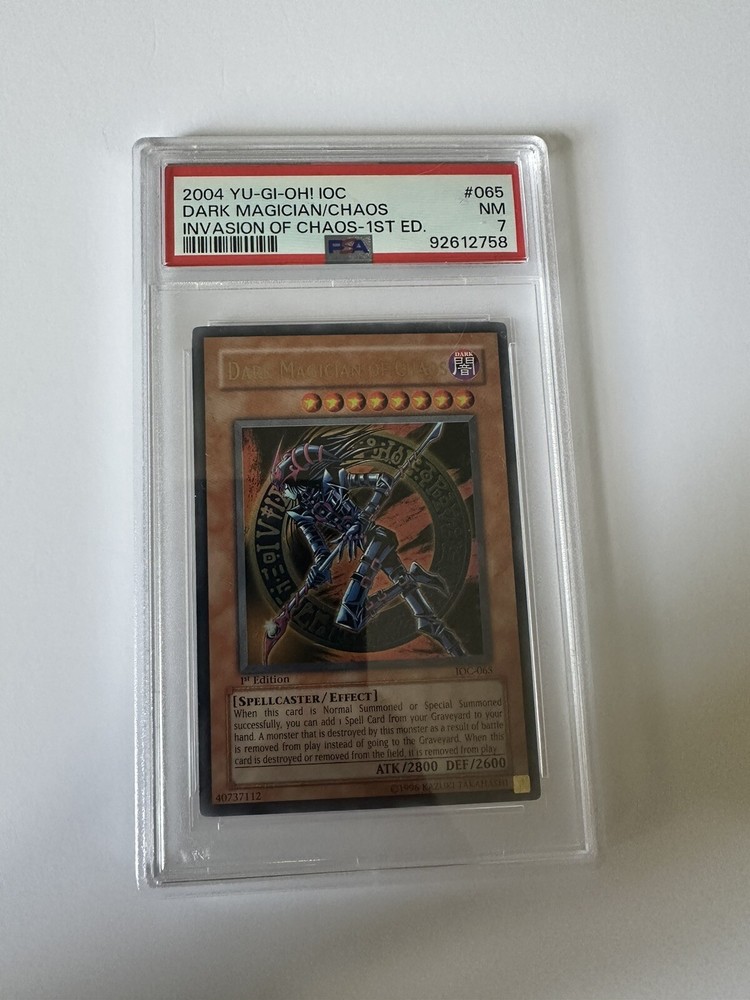 2004 YU-GI-OH! IOC #065
DARK MAGICIAN/CHAOS NM
INVASION OF CHAOS-1ST ED. 7
PSA 92612758
DARK MAGICIAN OF CHAOS
DARK
闇
1st Edition IOC-065
[SPELLCASTER/EFFECT]
When this card is Normal Summoned or Special Summoned
successfully, you can add 1 Spell Card from your Graveyard to your
hand. A monster that is destroyed by this monster as a result of battle
is removed from play instead of going to the Graveyard. When this
card is destroyed or removed from the field, it is removed from play.
ATK/2800 DEF/2600
40737112 ©1996 KAZUKI TAKAHASHI